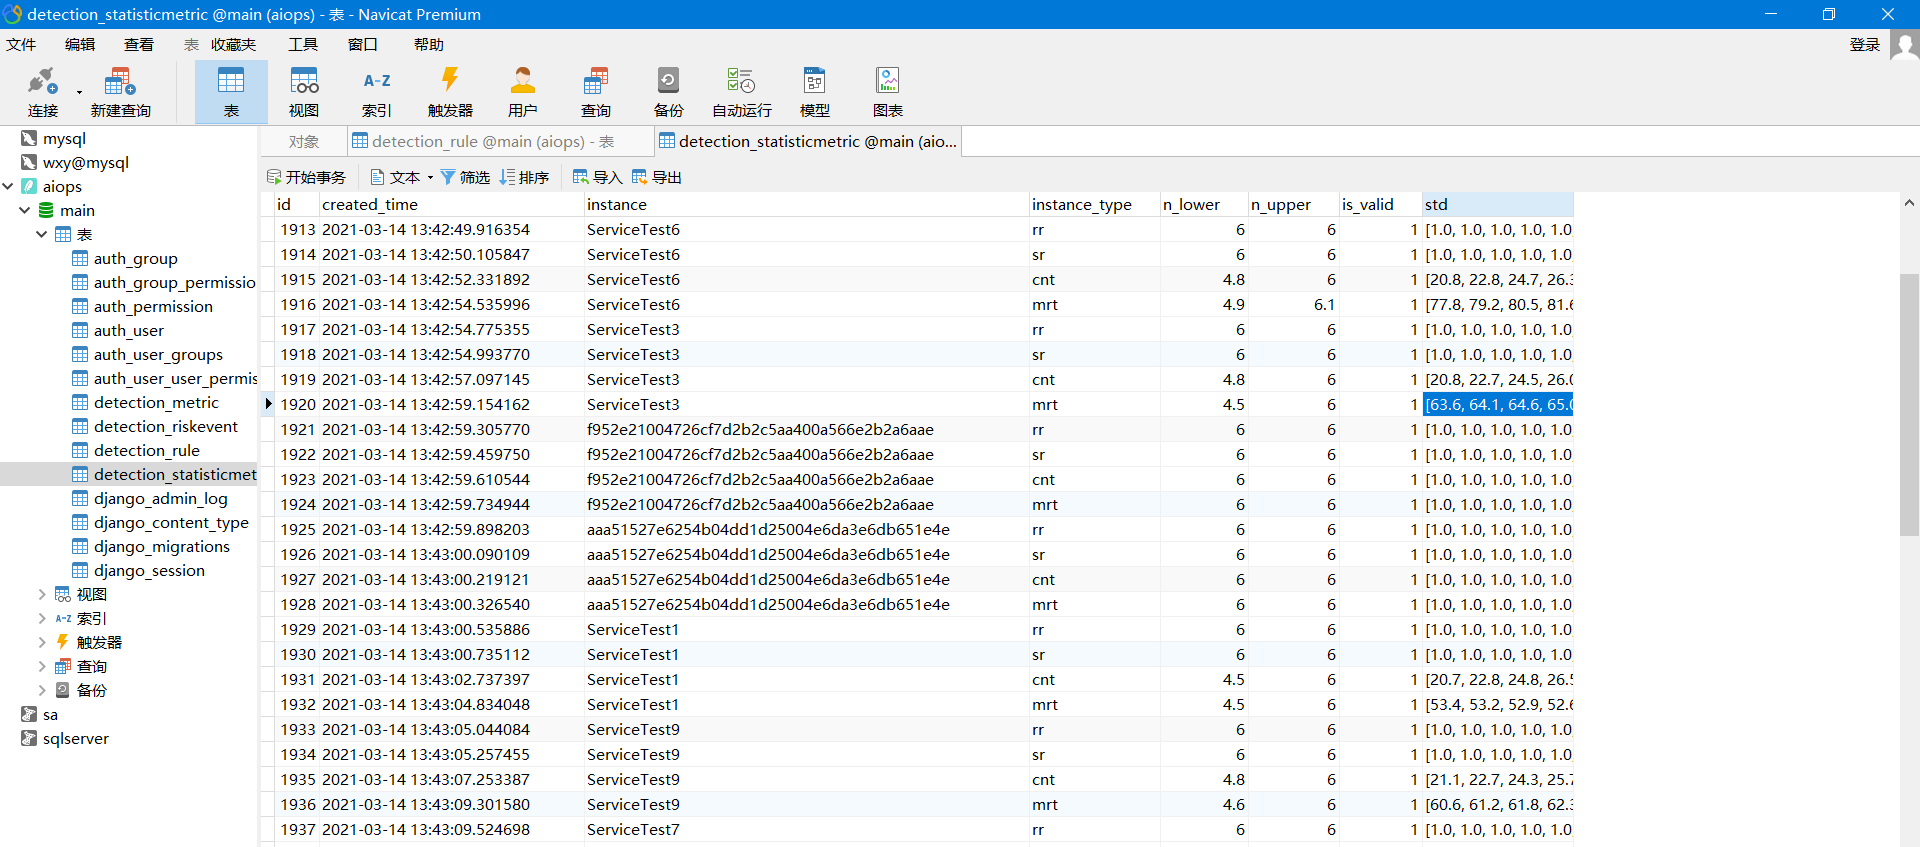 detection_statisticmetric @main (aiops) - 表 - Navicat Premium
文件 编辑 查看 表 收藏夹 工具 窗口 帮助 登录
连接 新建查询 表 视图 A-Z 索引 触发器 用户 查询 备份 自动运行 模型 图表
对象 detection_rule @main (aiops) - 表 detection_statisticmetric @main (aio...
开始事务 文本 筛选 排序 导入 导出
mysql
wxy@mysql
aiops
main
表
auth_group
auth_group_permissio
auth_permission
auth_user
auth_user_groups
auth_user_user_permis
detection_metric
detection_riskevent
detection_rule
detection_statisticmet
django_admin_log
django_content_type
django_migrations
django_session
视图
A-Z 索引
触发器
查询
备份
sa
sqlserver
id created_time instance instance_type n_lower n_upper is_valid std
1913 2021-03-14 13:42:49.916354 ServiceTest6 rr 6 6 1 [1.0, 1.0, 1.0, 1.0, 1.0,
1914 2021-03-14 13:42:50.105847 ServiceTest6 sr 6 6 1 [1.0, 1.0, 1.0, 1.0, 1.0,
1915 2021-03-14 13:42:52.331892 ServiceTest6 cnt 4.8 6 1 [20.8, 22.8, 24.7, 26.3
1916 2021-03-14 13:42:54.535996 ServiceTest6 mrt 4.9 6.1 1 [77.8, 79.2, 80.5, 81.6
1917 2021-03-14 13:42:54.775355 ServiceTest3 rr 6 6 1 [1.0, 1.0, 1.0, 1.0, 1.0,
1918 2021-03-14 13:42:54.993770 ServiceTest3 sr 6 6 1 [1.0, 1.0, 1.0, 1.0, 1.0,
1919 2021-03-14 13:42:57.097145 ServiceTest3 cnt 4.8 6 1 [20.8, 22.7, 24.5, 26.0
1920 2021-03-14 13:42:59.154162 ServiceTest3 mrt 4.5 6 1 [63.6, 64.1, 64.6, 65.0
1921 2021-03-14 13:42:59.305770 f952e21004726cf7d2b2c5aa400a566e2b2a6aae rr 6 6 1 [1.0, 1.0, 1.0, 1.0, 1.0,
1922 2021-03-14 13:42:59.459750 f952e21004726cf7d2b2c5aa400a566e2b2a6aae sr 6 6 1 [1.0, 1.0, 1.0, 1.0, 1.0,
1923 2021-03-14 13:42:59.610544 f952e21004726cf7d2b2c5aa400a566e2b2a6aae cnt 6 6 1 [1.0, 1.0, 1.0, 1.0, 1.0,
1924 2021-03-14 13:42:59.734944 f952e21004726cf7d2b2c5aa400a566e2b2a6aae mrt 6 6 1 [1.0, 1.0, 1.0, 1.0, 1.0,
1925 2021-03-14 13:42:59.898203 aaa51527e6254b04dd1d25004e6da3e6db651e4e rr 6 6 1 [1.0, 1.0, 1.0, 1.0, 1.0,
1926 2021-03-14 13:43:00.090109 aaa51527e6254b04dd1d25004e6da3e6db651e4e sr 6 6 1 [1.0, 1.0, 1.0, 1.0, 1.0,
1927 2021-03-14 13:43:00.219121 aaa51527e6254b04dd1d25004e6da3e6db651e4e cnt 6 6 1 [1.0, 1.0, 1.0, 1.0, 1.0,
1928 2021-03-14 13:43:00.326540 aaa51527e6254b04dd1d25004e6da3e6db651e4e mrt 6 6 1 [1.0, 1.0, 1.0, 1.0, 1.0,
1929 2021-03-14 13:43:00.535886 ServiceTest1 rr 6 6 1 [1.0, 1.0, 1.0, 1.0, 1.0,
1930 2021-03-14 13:43:00.735112 ServiceTest1 sr 6 6 1 [1.0, 1.0, 1.0, 1.0, 1.0,
1931 2021-03-14 13:43:02.737397 ServiceTest1 cnt 4.5 6 1 [20.7, 22.8, 24.8, 26.5
1932 2021-03-14 13:43:04.834048 ServiceTest1 mrt 4.5 6 1 [53.4, 53.2, 52.9, 52.6
1933 2021-03-14 13:43:05.044084 ServiceTest9 rr 6 6 1 [1.0, 1.0, 1.0, 1.0, 1.0,
1934 2021-03-14 13:43:05.257455 ServiceTest9 sr 6 6 1 [1.0, 1.0, 1.0, 1.0, 1.0,
1935 2021-03-14 13:43:07.253387 ServiceTest9 cnt 4.8 6 1 [21.1, 22.7, 24.3, 25.7
1936 2021-03-14 13:43:09.301580 ServiceTest9 mrt 4.6 6 1 [60.6, 61.2, 61.8, 62.3
1937 2021-03-14 13:43:09.524698 ServiceTest7 rr 6 6 1 [1.0, 1.0, 1.0, 1.0, 1.0,